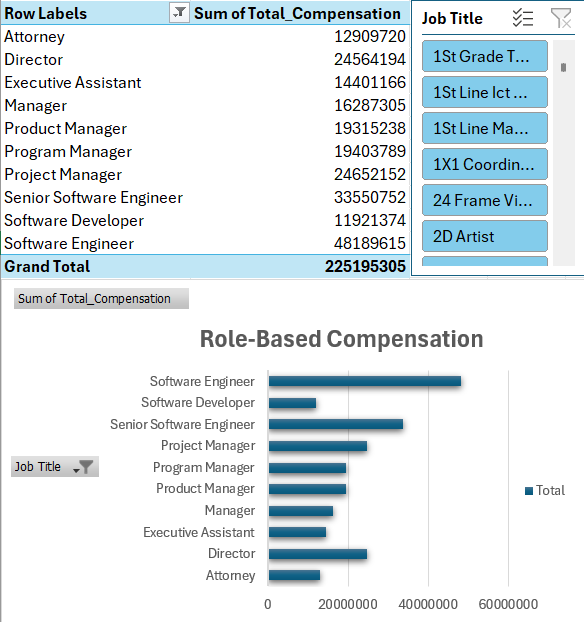 Row Labels Sum of Total_Compensation
Attorney 12909720
Director 24564194
Executive Assistant 14401166
Manager 16287305
Product Manager 19315238
Program Manager 19403789
Project Manager 24652152
Senior Software Engineer 33550752
Software Developer 11921374
Software Engineer 48189615
Grand Total 225195305
Job Title
1St Grade T...
1St Line Ict ...
1St Line Ma...
1X1 Coordin...
24 Frame Vi...
2D Artist
Sum of Total_Compensation
Role-Based Compensation
Software Engineer
Software Developer
Senior Software Engineer
Project Manager
Program Manager
Product Manager
Manager
Executive Assistant
Director
Attorney
Job Title
Total
0 20000000 40000000 60000000